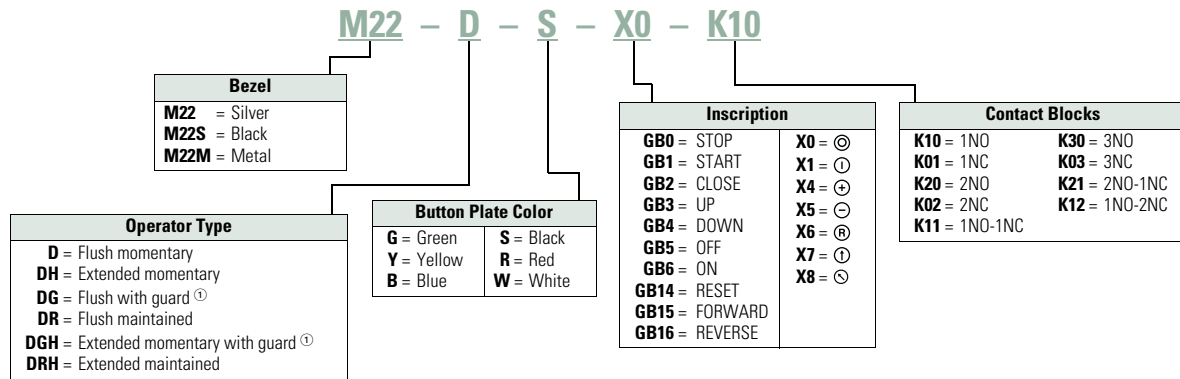 M22 – D – S – X0 – K10
Bezel
M22 = Silver
M22S = Black
M22M = Metal
Operator Type
D = Flush momentary
DH = Extended momentary
DG = Flush with guard ①
DR = Flush maintained
DGH = Extended momentary with guard ①
DRH = Extended maintained
Button Plate Color
G = Green
Y = Yellow
B = Blue
S = Black
R = Red
W = White
Inscription
GB0 = STOP
GB1 = START
GB2 = CLOSE
GB3 = UP
GB4 = DOWN
GB5 = OFF
GB6 = ON
GB14 = RESET
GB15 = FORWARD
GB16 = REVERSE
X0 = ◎
X1 = ⏼
X4 = ⊕
X5 = ⊖
X6 = Ⓡ
X7 = ①
X8 = ⍉
Contact Blocks
K10 = 1NO
K01 = 1NC
K20 = 2NO
K02 = 2NC
K11 = 1NO-1NC
K30 = 3NO
K03 = 3NC
K21 = 2NO-1NC
K12 = 1NO-2NC